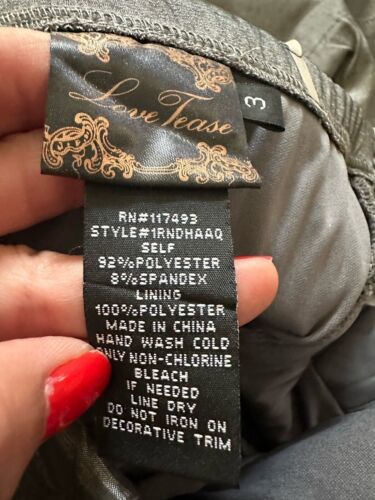 Love Tease
3
RN#117493
STYLE#1RNDHAAQ
SELF
92%POLYESTER
8%SPANDEX
LINING
100%POLYESTER
MADE IN CHINA
HAND WASH COLD
ONLY NON-CHLORINE
BLEACH
IF NEEDED
LINE DRY
DO NOT IRON ON
DECORATIVE TRIM